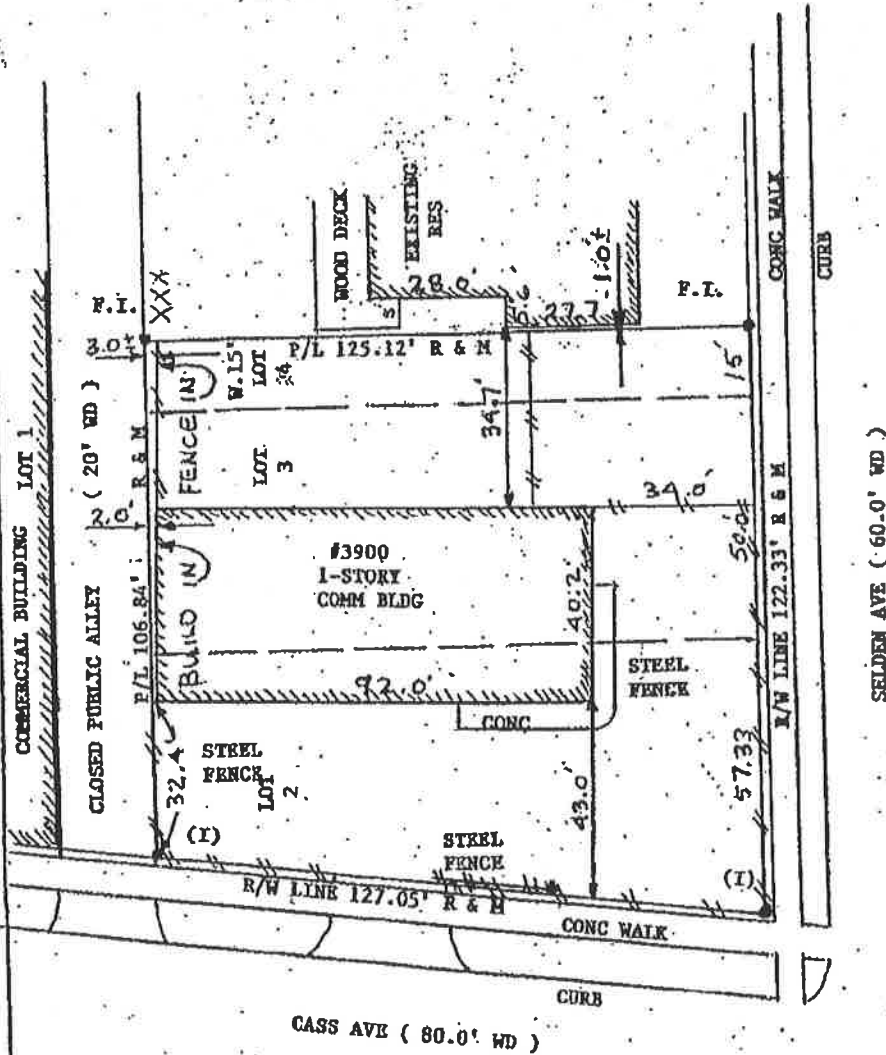 COMMERCIAL BUILDING LOT 1
CLOSED PUBLIC ALLEY ( 20' WD )
P/L 106.84' R & M
F.I.
XXX
3.0'±
2.0'
FENCE IN
W.15'
LOT
4
LOT
3
P/L 125.12' R & M
WOOD DECK
EXISTING
RES
5
28.0'
5.6'
27.7'
1.0'±
F.I.
15'
34.7'
34.0'
50.0'
#3900
1-STORY
COMM BLDG
BUILD IN
40.2'
92.0'
CONC
STEEL
FENCE
32.4'
STEEL
FENCE
LOT
2
(I)
43.0'
57.33
R/W LINE 122.33' R & M
STEEL
FENCE
(I)
R/W LINE 127.05' R & M
CONC WALK
CURB
CASS AVE ( 80.0' WD )
CONC WALK
CURB
SELDEN AVE ( 60.0' WD )